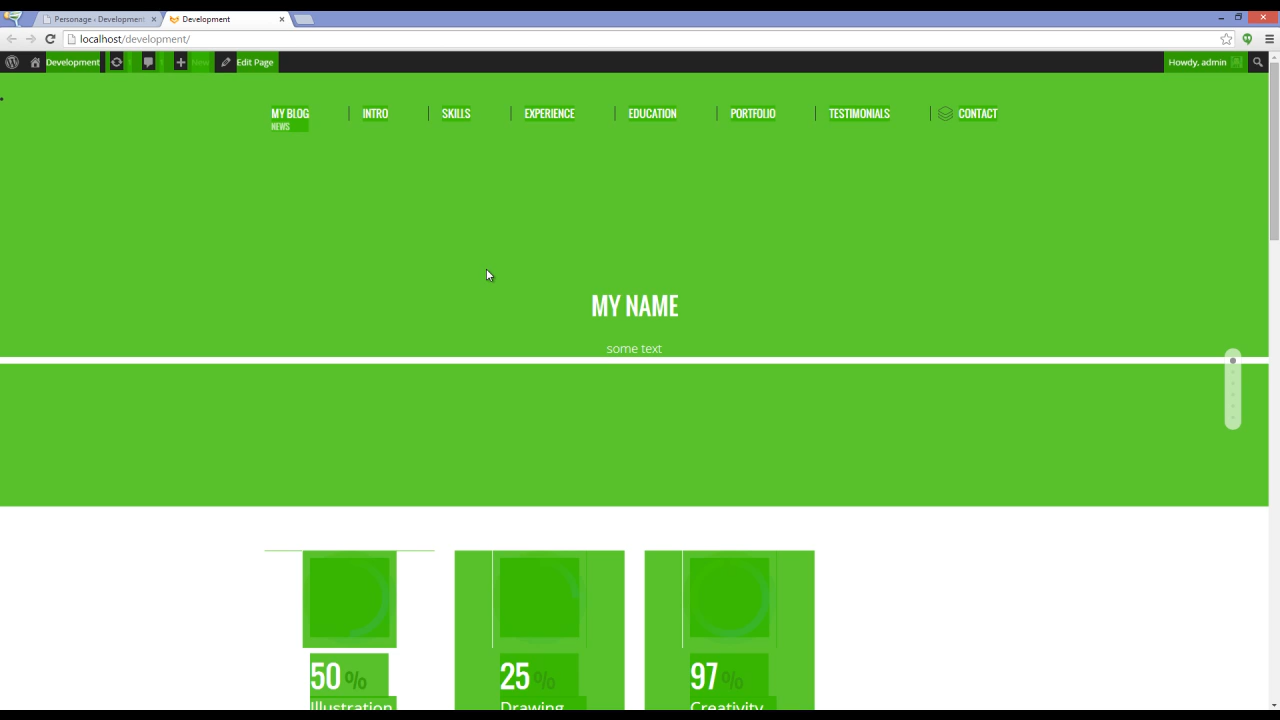 Personage ‹ Development
Development
localhost/development/
Development
New
Edit Page
Howdy, admin
MY BLOG
NEWS
INTRO
SKILLS
EXPERIENCE
EDUCATION
PORTFOLIO
TESTIMONIALS
CONTACT
MY NAME
some text
50 %
25 %
97 %
Illustration
Drawing
Creativity